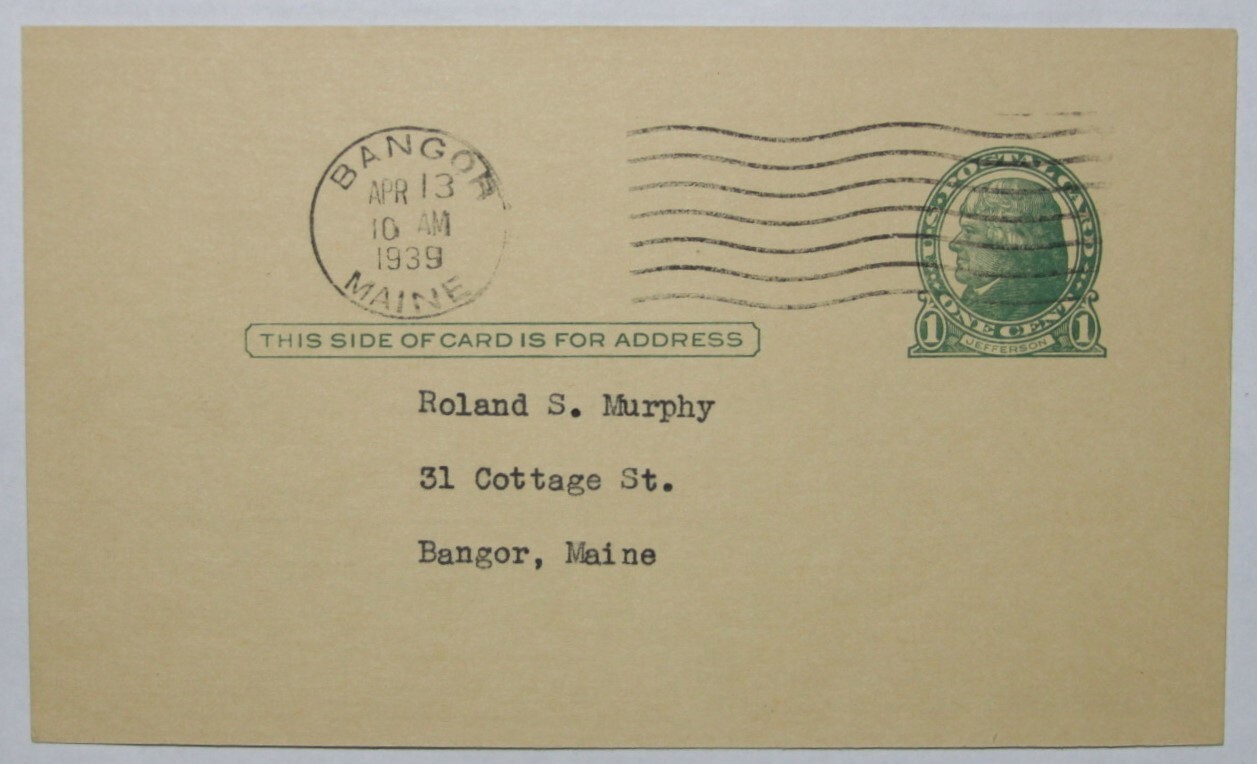 BANGOR
APR 13
10 AM
1939
MAINE
U.S. POSTAL CARD
ONE CENT
1 JEFFERSON 1
THIS SIDE OF CARD IS FOR ADDRESS
Roland S. Murphy
31 Cottage St.
Bangor, Maine